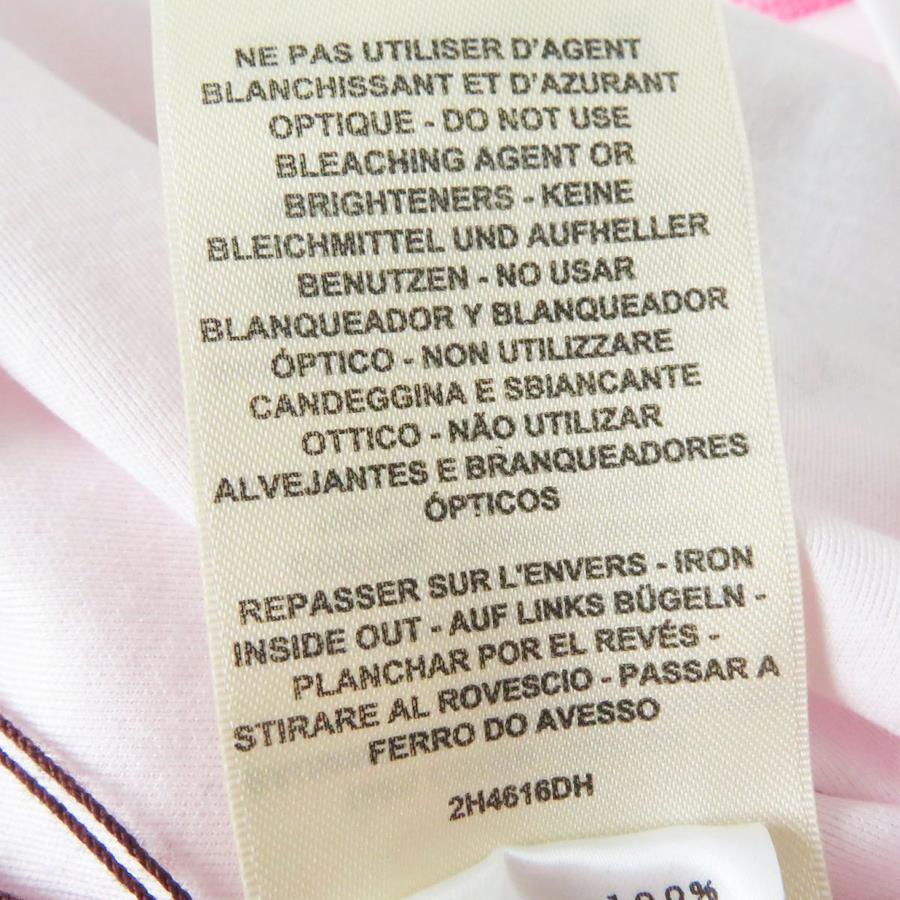 NE PAS UTILISER D'AGENT
BLANCHISSANT ET D'AZURANT
OPTIQUE - DO NOT USE
BLEACHING AGENT OR
BRIGHTENERS - KEINE
BLEICHMITTEL UND AUFHELLER
BENUTZEN - NO USAR
BLANQUEADOR Y BLANQUEADOR
ÓPTICO - NON UTILIZZARE
CANDEGGINA E SBIANCANTE
OTTICO - NÃO UTILIZAR
ALVEJANTES E BRANQUEADORES
ÓPTICOS
REPASSER SUR L'ENVERS - IRON
INSIDE OUT - AUF LINKS BÜGELN -
PLANCHAR POR EL REVÉS -
STIRARE AL ROVESCIO - PASSAR A
FERRO DO AVESSO
2H4616DH
100%